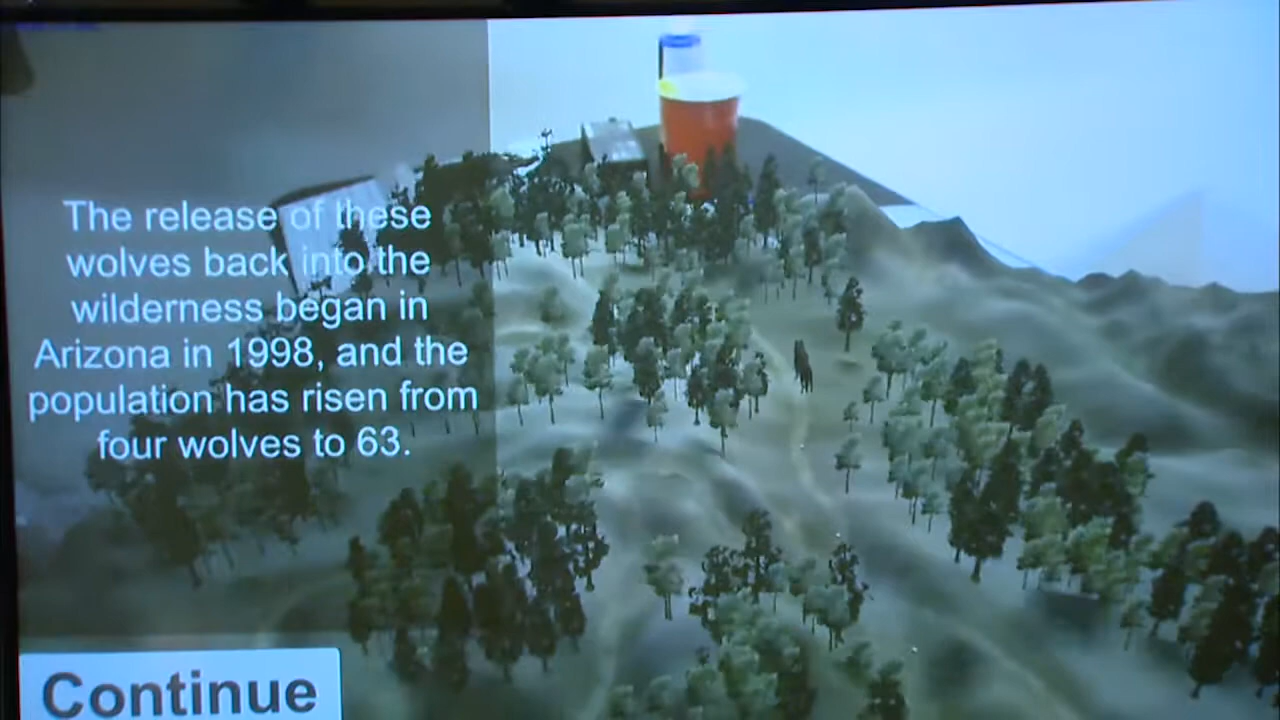 The release of these
wolves back into the
wilderness began in
Arizona in 1998, and the
population has risen from
four wolves to 63.
Continue